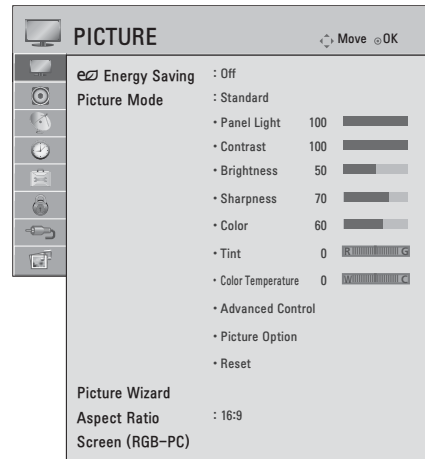 PICTURE Move OK
Energy Saving : Off
Picture Mode : Standard
• Panel Light 100
• Contrast 100
• Brightness 50
• Sharpness 70
• Color 60
• Tint 0 R G
• Color Temperature 0 W C
• Advanced Control
• Picture Option
• Reset
Picture Wizard
Aspect Ratio : 16:9
Screen (RGB-PC)